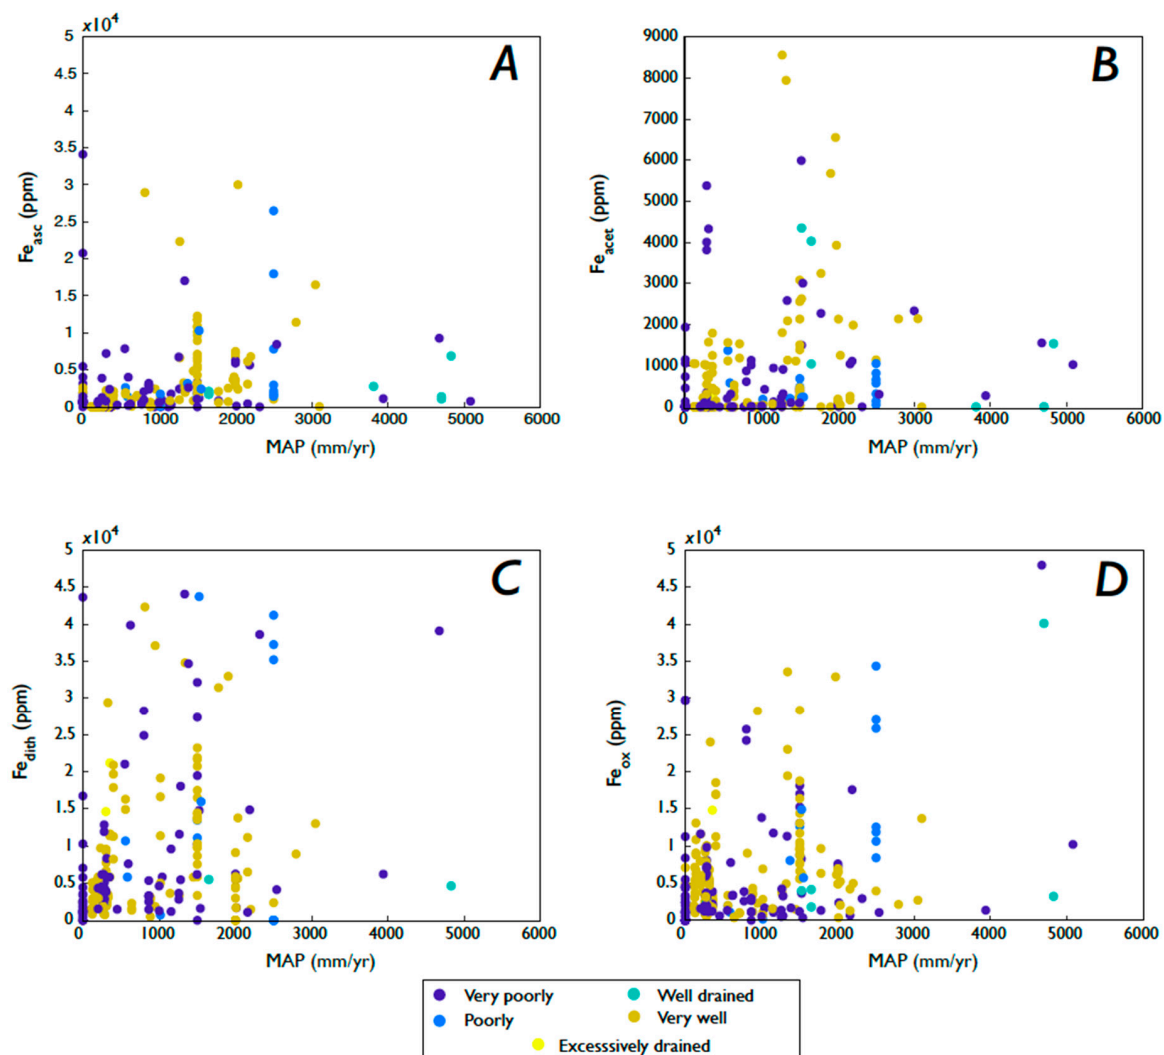 x10⁴
5
4.5
4
3.5
3
2.5
2
1.5
1
0.5
0
0 1000 2000 3000 4000 5000 6000
Fe_asc (ppm)
MAP (mm/yr)
A
9000
8000
7000
6000
5000
4000
3000
2000
1000
0
0 1000 2000 3000 4000 5000 6000
Fe_acet (ppm)
MAP (mm/yr)
B
x10⁴
5
4.5
4
3.5
3
2.5
2
1.5
1
0.5
0
0 1000 2000 3000 4000 5000 6000
Fe_dith (ppm)
MAP (mm/yr)
C
x10⁴
5
4.5
4
3.5
3
2.5
2
1.5
1
0.5
0
0 1000 2000 3000 4000 5000 6000
Fe_ox (ppm)
MAP (mm/yr)
D
Very poorly
Well drained
Poorly
Very well
Excesssively drained